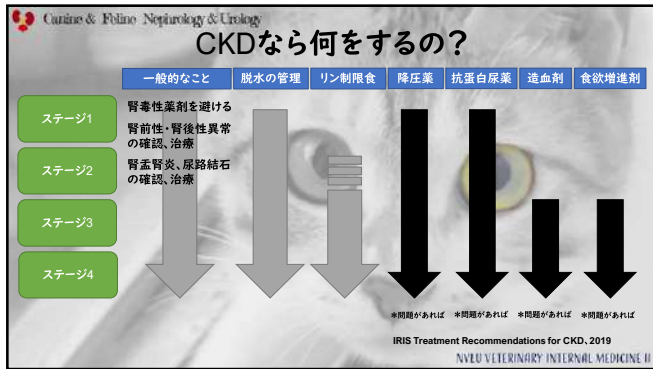 Canine & Feline Nephrology & Urology
CKDなら何をするの？
一般的なこと
脱水の管理
リン制限食
降圧薬
抗蛋白尿薬
造血剤
食欲増進剤
ステージ1
ステージ2
ステージ3
ステージ4
腎毒性薬剤を避ける
腎前性・腎後性異常
の確認、治療
腎盂腎炎、尿路結石
の確認、治療
*問題があれば
*問題があれば
*問題があれば
*問題があれば
IRIS Treatment Recommendations for CKD、2019
NVLU VETERINARY INTERNAL MEDICINE II